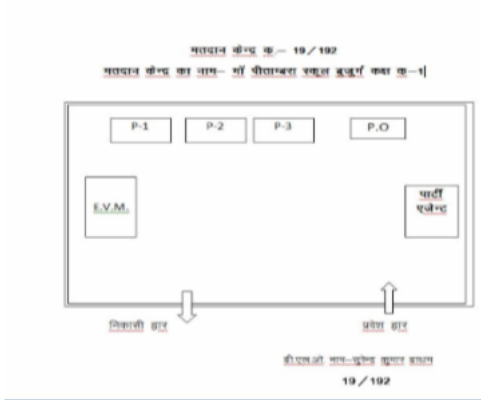 मतदान केन्द्र क.– 19/192
मतदान केन्द्र का नाम– माँ पीताम्बरा स्कूल बुजुर्ग कक्ष क–1
P-1 P-2 P-3 P.O
E.V.M.
पार्टी
एजेन्ट
निकासी द्वार प्रवेश द्वार
बी.एल.ओ. नाम–सुरेन्द्र कुमार
19/192